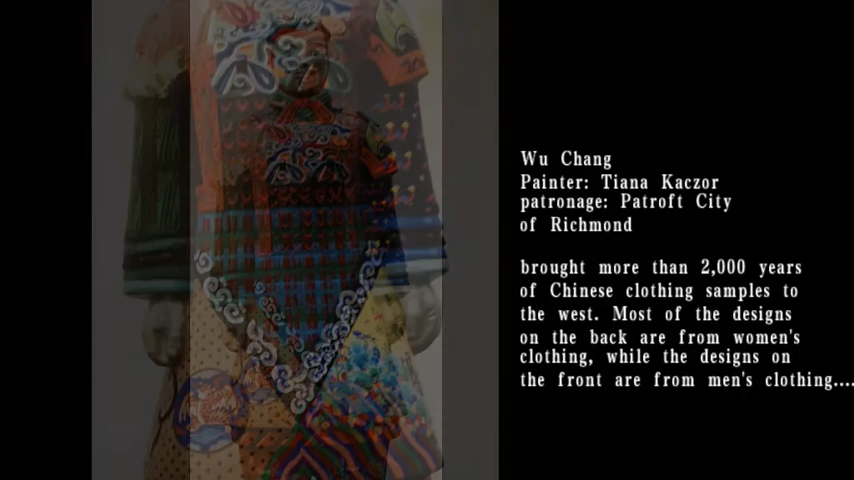 Wu Chang
Painter: Tiana Kaczor
patronage: Patroft City
of Richmond
brought more than 2,000 years
of Chinese clothing samples to
the west. Most of the designs
on the back are from women's
clothing, while the designs on
the front are from men's clothing....